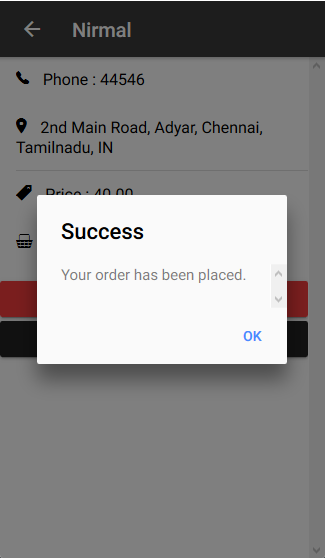 Nirmal
Phone : 44546
2nd Main Road, Adyar, Chennai,
Tamilnadu, IN
Price : 40.00
Success
Your order has been placed.
OK